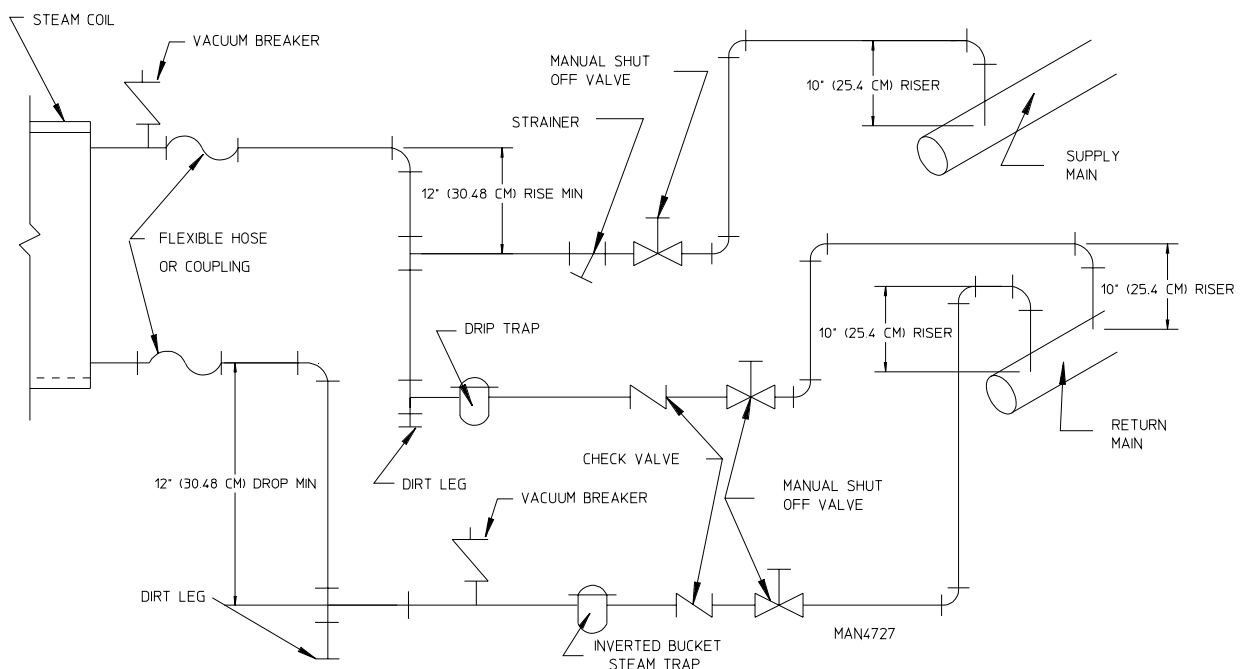 STEAM COIL
VACUUM BREAKER
MANUAL SHUT
OFF VALVE
10" (25.4 CM) RISER
STRAINER
SUPPLY
MAIN
12" (30.48 CM) RISE MIN
FLEXIBLE HOSE
OR COUPLING
10" (25.4 CM) RISER
10" (25.4 CM) RISER
DRIP TRAP
RETURN
MAIN
CHECK VALVE
12" (30.48 CM) DROP MIN
DIRT LEG
MANUAL SHUT
OFF VALVE
VACUUM BREAKER
DIRT LEG
MAN4727
INVERTED BUCKET
STEAM TRAP